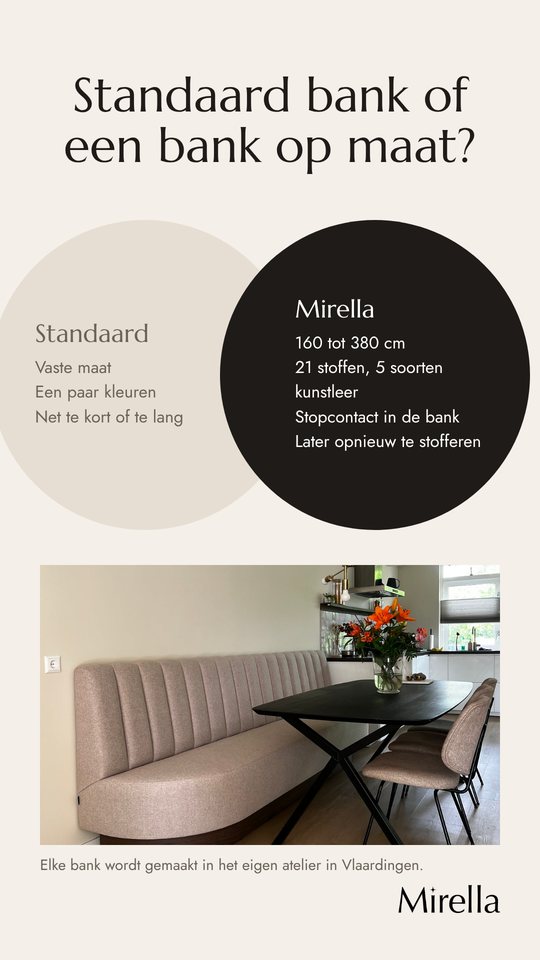 Standaard bank of
een bank op maat?
Standaard
Vaste maat
Een paar kleuren
Net te kort of te lang
Mirella
160 tot 380 cm
21 stoffen, 5 soorten
kunstleer
Stopcontact in de bank
Later opnieuw te stofferen
Elke bank wordt gemaakt in het eigen atelier in Vlaardingen.
Mirella